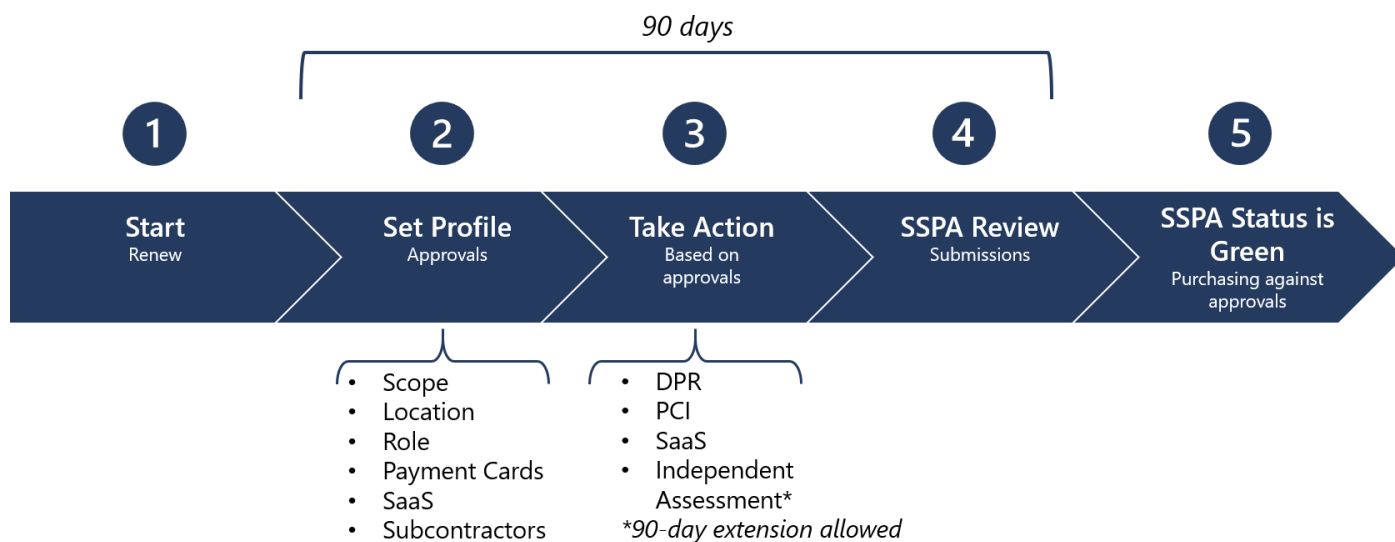 90 days
1
2
3
4
5
Start
Renew
Set Profile
Approvals
Take Action
Based on
approvals
SSPA Review
Submissions
SSPA Status is
Green
Purchasing against
approvals
• Scope
• Location
• Role
• Payment Cards
• SaaS
• Subcontractors
• DPR
• PCI
• SaaS
• Independent
Assessment*
*90-day extension allowed